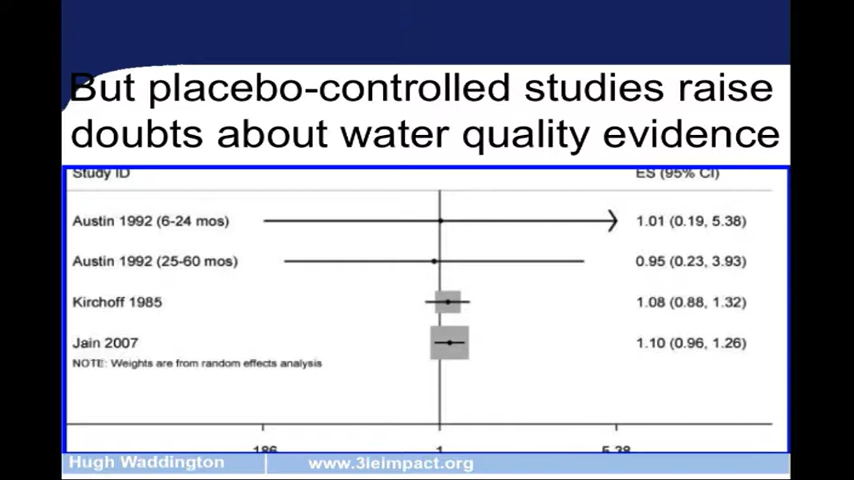 But placebo-controlled studies raise
doubts about water quality evidence
Study ID ES (95% CI)
Austin 1992 (6-24 mos) 1.01 (0.19, 5.38)
Austin 1992 (25-60 mos) 0.95 (0.23, 3.93)
Kirchoff 1985 1.08 (0.88, 1.32)
Jain 2007 1.10 (0.96, 1.26)
NOTE: Weights are from random effects analysis
.186 1 5.38
Hugh Waddington www.3ieimpact.org